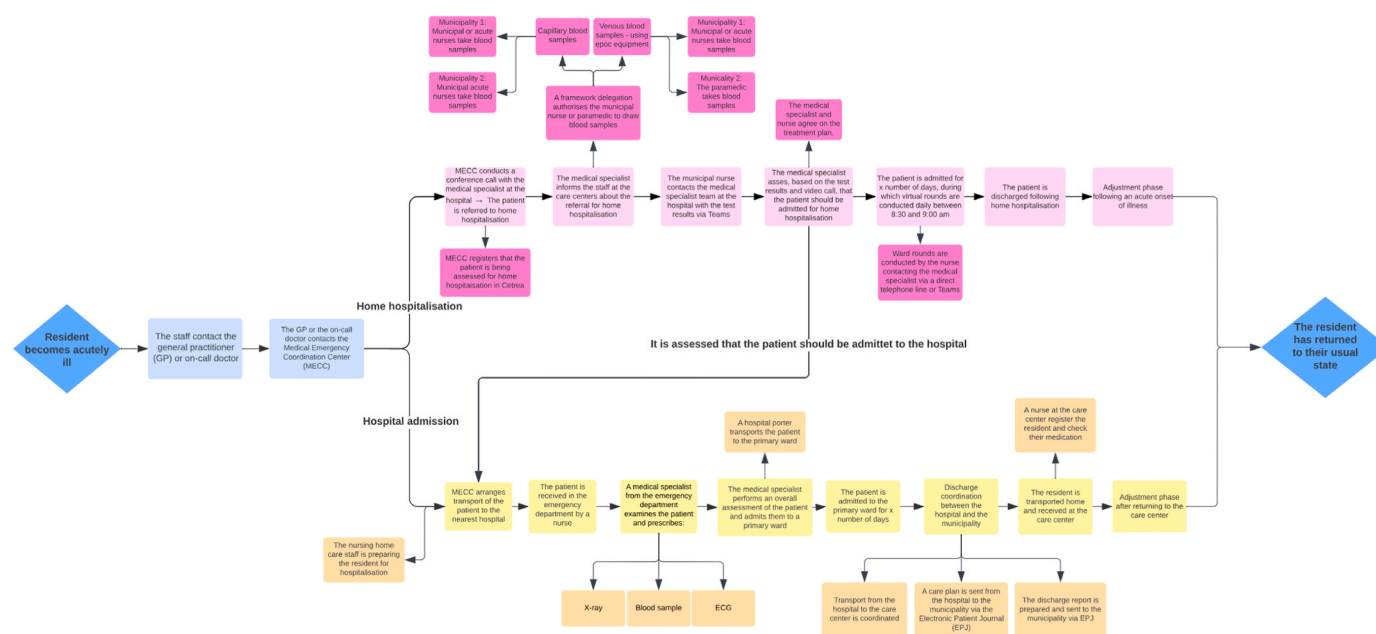 Municipality 1:
Municipal or acute
nurses take blood
samples
Capillary blood
samples
Venous blood
samples - using
epoc equipment
Municipality 1:
Municipal or acute
nurses take blood
samples
Municipality 2:
Municipal acute
nurses take blood
samples
Municality 2:
The paramedic
takes blood
samples
A framework delegation
authorises the municipal
nurse or paramedic to draw
blood samples
The medical
specialist and
nurse agree on the
treatment plan.
MECC conducts a
conference call with the
medical specialist at the
hospital → The patient
is referred to home
hospitalisation
The medical specialist
informs the staff at the
care centers about the
referral for home
hospitalisation
The municipal nurse
contacts the medical
specialist team at the
hospital with the test
results via Teams
The medical specialist
asses, based on the test
results and video call, that
the patient should be
admitted for home
hospitalisation
The patient is admitted for
x number of days, during
which virtual rounds are
conducted daily between
8:30 and 9:00 am
The patient is
discharged following
home hospitalisation
Adjustment phase
following an acute onset
of illness
MECC registers that the
patient is being
assessed for home
hospitaisation in Cetrea
Ward rounds are
conducted by the nurse
contacting the medical
specialist via a direct
telephone line or Teams
Home hospitalisation
Resident
becomes acutely
ill
The staff contact the
general practitioner
(GP) or on-call doctor
The GP or the on-call
doctor contacts the
Medical Emergency
Coordination Center
(MECC)
It is assessed that the patient should be admittet to the hospital
The resident
has returned
to their usual
state
Hospital admission
A hospital porter
transports the patient
to the primary ward
A nurse at the care
center register the
resident and check
their medication
MECC arranges
transport of the
patient to the
nearest hospital
The patient is
received in the
emergency
department by a
nurse
A medical specialist
from the emergency
department
examines the patient
and prescribes:
The medical specialist
perform an overall
assessment of the patient
and admits them to a
primary ward
The patient is
admitted to the
primary ward for x
number of days
Discharge
coordination
between the
hospital and the
municipality
The resident is
transported home
and received at the
care center
Adjustment phase
after returning to the
care center
The nursing home
care staff is preparing
the resident for
hospitalisation
X-ray
Blood sample
ECG
Transport from the
hospital to the care
center is coordinated
A care plan is sent from
the hospital to the
municipality via the
Electronic Patient Journal
(EPJ)
The discharge report is
prepared and sent to the
municipality via EPJ